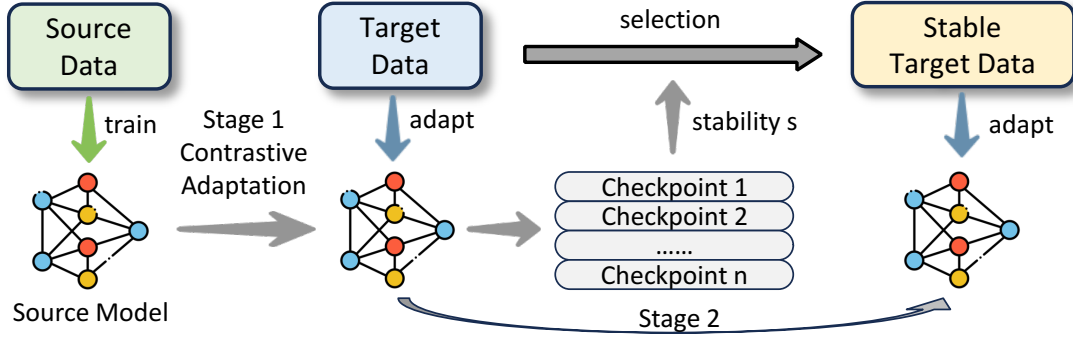 Source
Data
Target
Data
selection
Stable
Target Data
train
Stage 1
Contrastive
Adaptation
adapt
stability s
adapt
Checkpoint 1
Checkpoint 2
......
Checkpoint n
Source Model
Stage 2